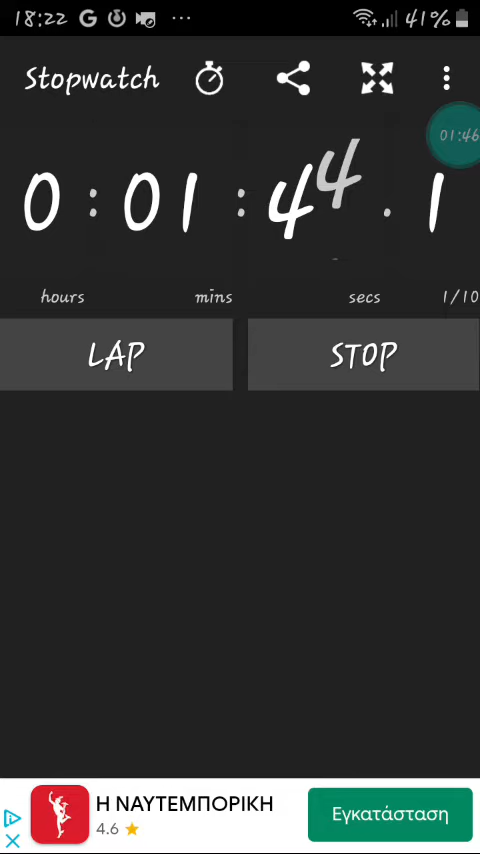 18:22 G ... 41%
Stopwatch
01:46
0 : 01 : 44 . 1
hours mins secs 1/10
LAP STOP
Η ΝΑΥΤΕΜΠΟΡΙΚΗ
4.6
Εγκατάσταση